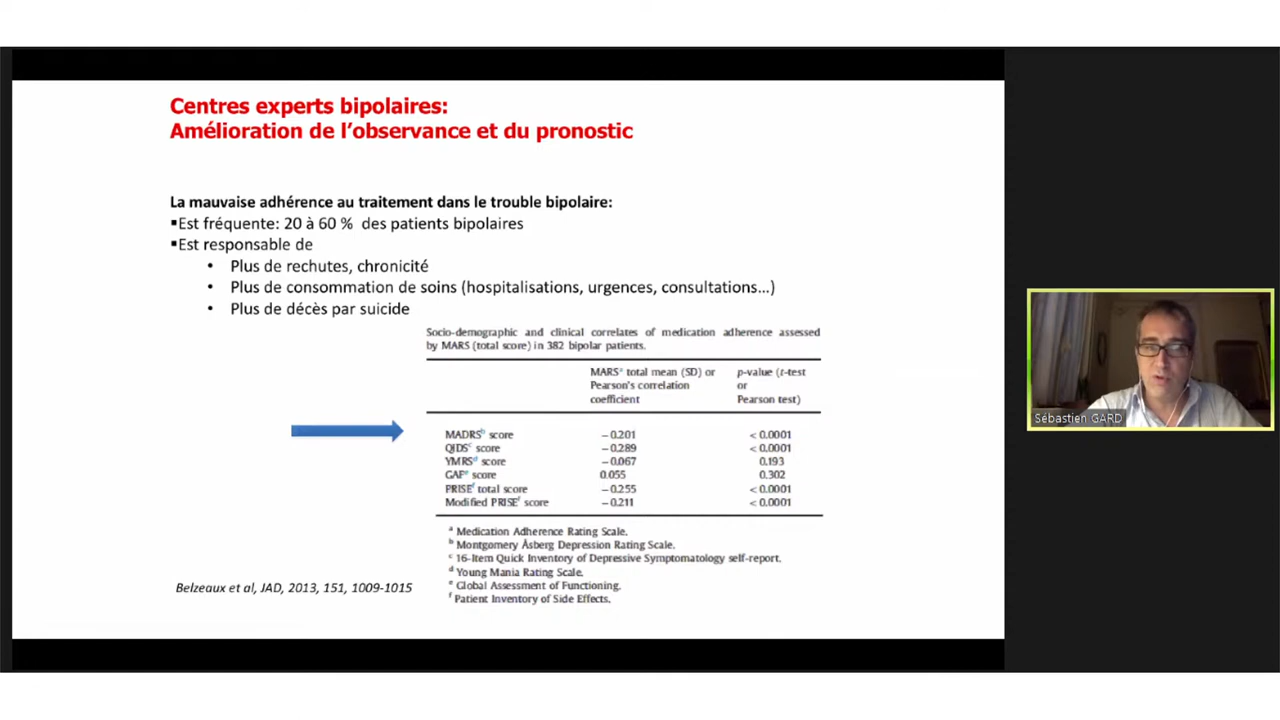 Centres experts bipolaires:
Amélioration de l'observance et du pronostic
La mauvaise adhérence au traitement dans le trouble bipolaire:
▪Est fréquente: 20 à 60 % des patients bipolaires
▪Est responsable de
• Plus de rechutes, chronicité
• Plus de consommation de soins (hospitalisations, urgences, consultations...)
• Plus de décès par suicide
Socio-demographic and clinical correlates of medication adherence assessed
by MARS (total score) in 382 bipolar patients.
MARSᵃ total mean (SD) or p-value (t-test
Pearson's correlation or
coefficient Pearson test)
MADRSᵇ score −0.201 < 0.0001
QIDSᶜ score −0.289 < 0.0001
YMRSᵈ score −0.067 0.193
GAFᵉ score 0.055 0.302
PRISEᶠ total score −0.255 < 0.0001
Modified PRISEᶠ score −0.211 < 0.0001
ᵃ Medication Adherence Rating Scale.
ᵇ Montgomery Åsberg Depression Rating Scale.
ᶜ 16-Item Quick Inventory of Depressive Symptomatology self-report.
ᵈ Young Mania Rating Scale.
ᵉ Global Assessment of Functioning.
ᶠ Patient Inventory of Side Effects.
Belzeaux et al, JAD, 2013, 151, 1009-1015
Sébastien GARD